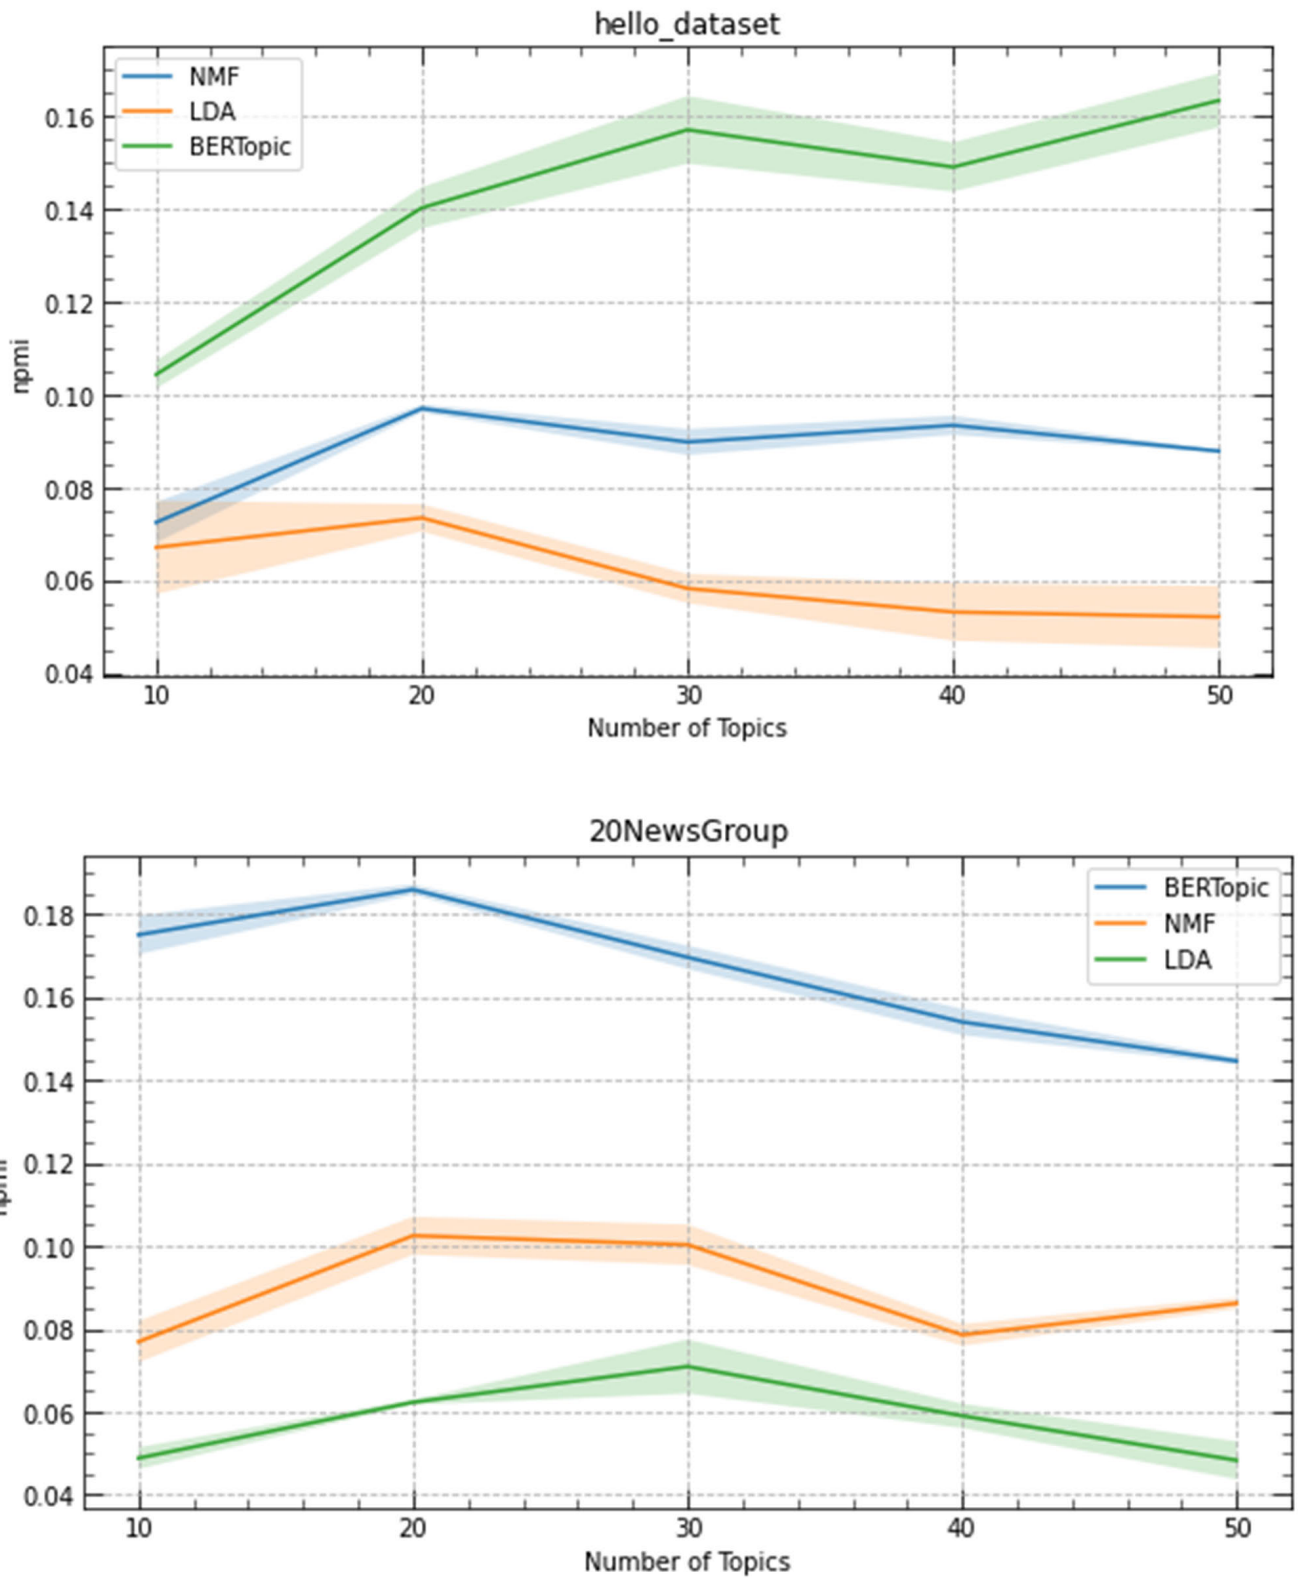 hello_dataset
NMF
LDA
BERTopic
0.16
0.14
0.12
0.10
0.08
0.06
0.04
npmi
10 20 30 40 50
Number of Topics
20NewsGroup
BERTopic
NMF
LDA
0.18
0.16
0.14
0.12
0.10
0.08
0.06
0.04
npmi
10 20 30 40 50
Number of Topics